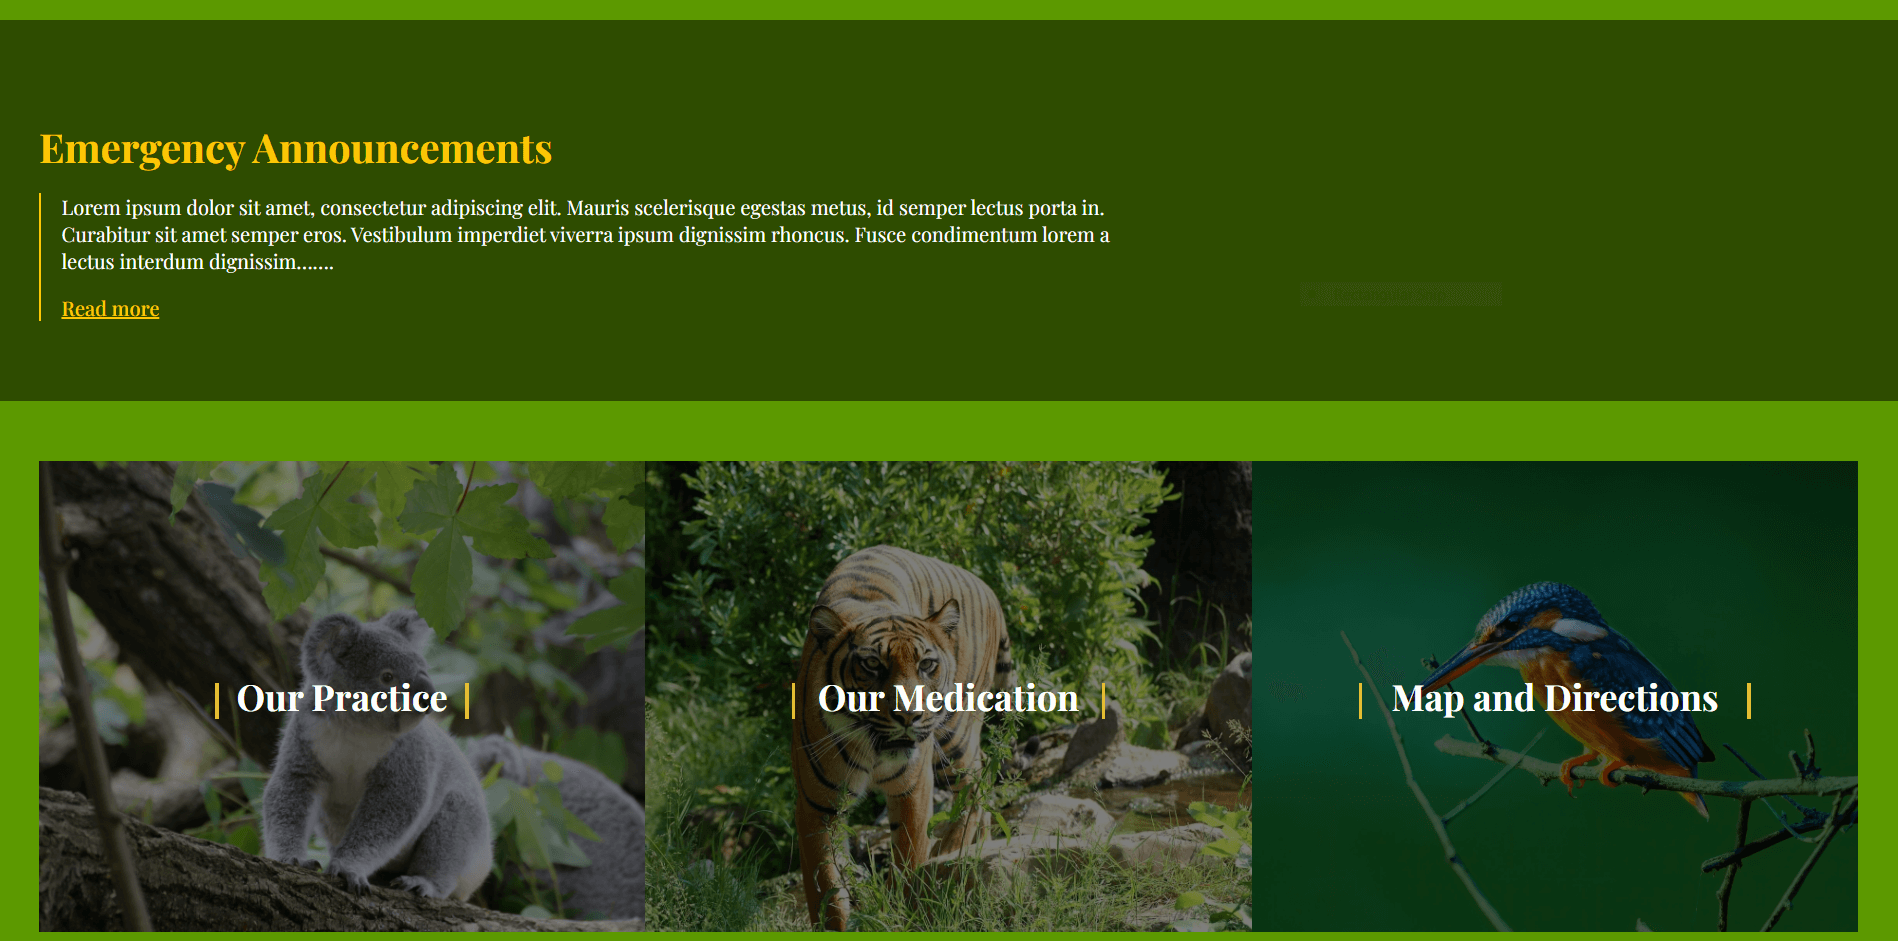 Emergency Announcements
Lorem ipsum dolor sit amet, consectetur adipiscing elit. Mauris scelerisque egestas metus, id semper lectus porta in.
Curabitur sit amet semper eros. Vestibulum imperdiet viverra ipsum dignissim rhoncus. Fusce condimentum lorem a
lectus interdum dignissim.......
Read more
Our Practice
Our Medication
Map and Directions